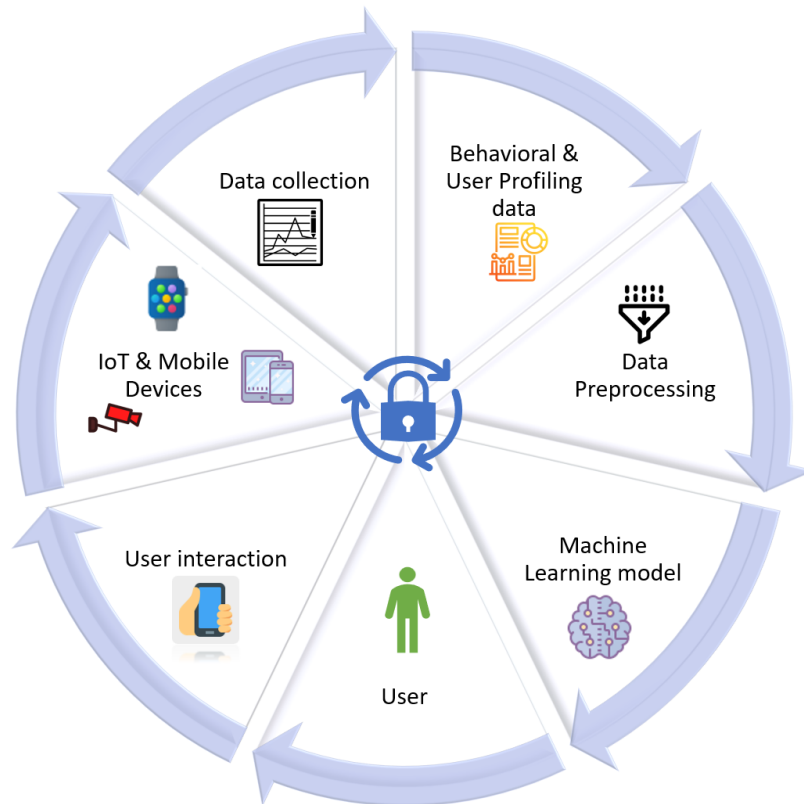 Data collection
Behavioral &
User Profiling
data
IoT & Mobile
Devices
Data
Preprocessing
User interaction
Machine
Learning model
User